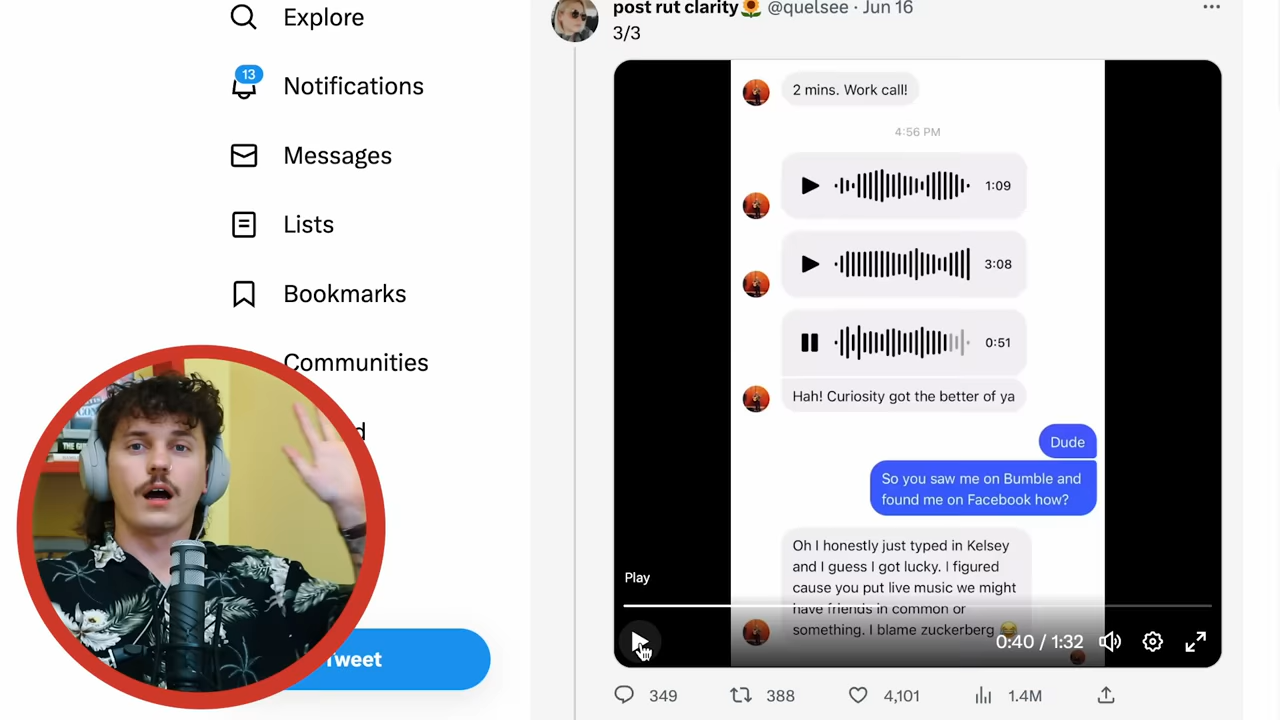 Explore
post rut clarity🌻 @quelsee · Jun 16
3/3
13
Notifications
Messages
Lists
Bookmarks
Communities
d
Tweet
2 mins. Work call!
4:56 PM
1:09
3:08
0:51
Hah! Curiosity got the better of ya
Dude
So you saw me on Bumble and
found me on Facebook how?
Oh I honestly just typed in Kelsey
and I guess I got lucky. I figured
cause you put live music we might
have friends in common or
something. I blame zuckerberg 😂
Play
0:40 / 1:32
349
388
4,101
1.4M